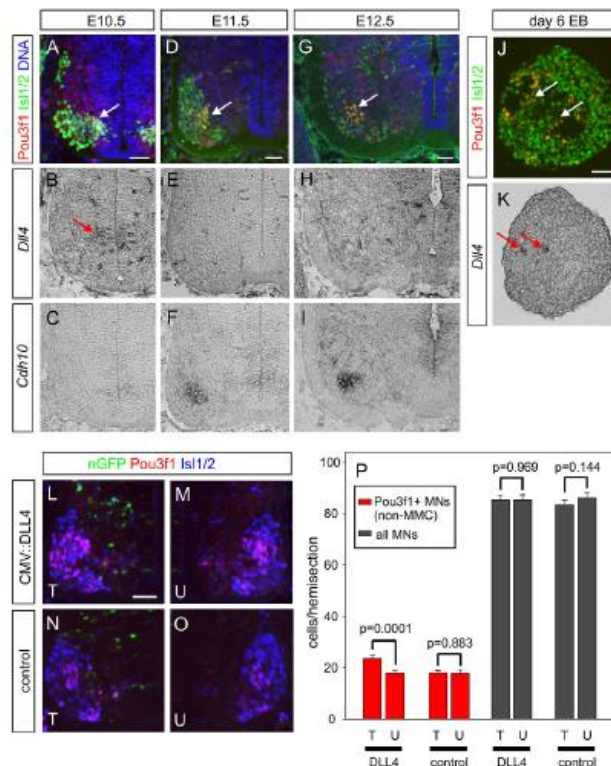 E10.5
E11.5
E12.5
day 6 EB
Pou3f1 Isl1/2 DNA
A
D
G
Pou3f1 Isl1/2
J
Dll4
B
E
H
Dll4
K
Cdh10
C
F
I
nGFP Pou3f1 Isl1/2
CMV::DLL4
L
T
M
U
control
N
T
O
U
P
cells/hemisection
100
80
60
40
20
0
Pou3f1+ MNs
(non-MMC)
all MNs
p=0.0001
p=0.883
p=0.969
p=0.144
T U T U T U T U
DLL4 control DLL4 control